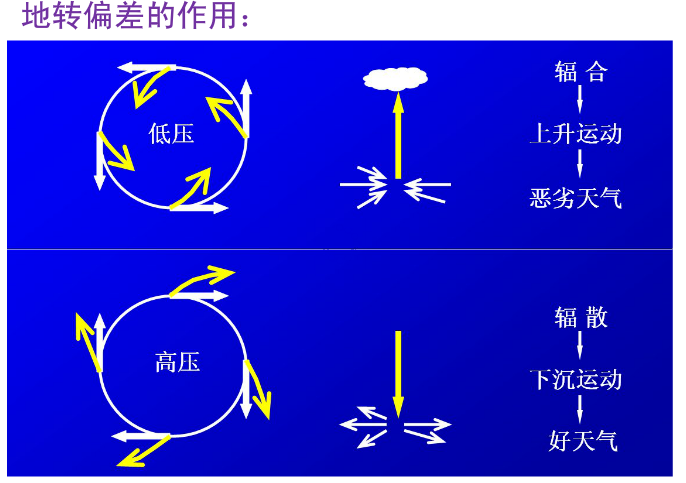 地转偏差的作用：
低压
辐 合
上升运动
恶劣天气
高压
辐 散
下沉运动
好天气